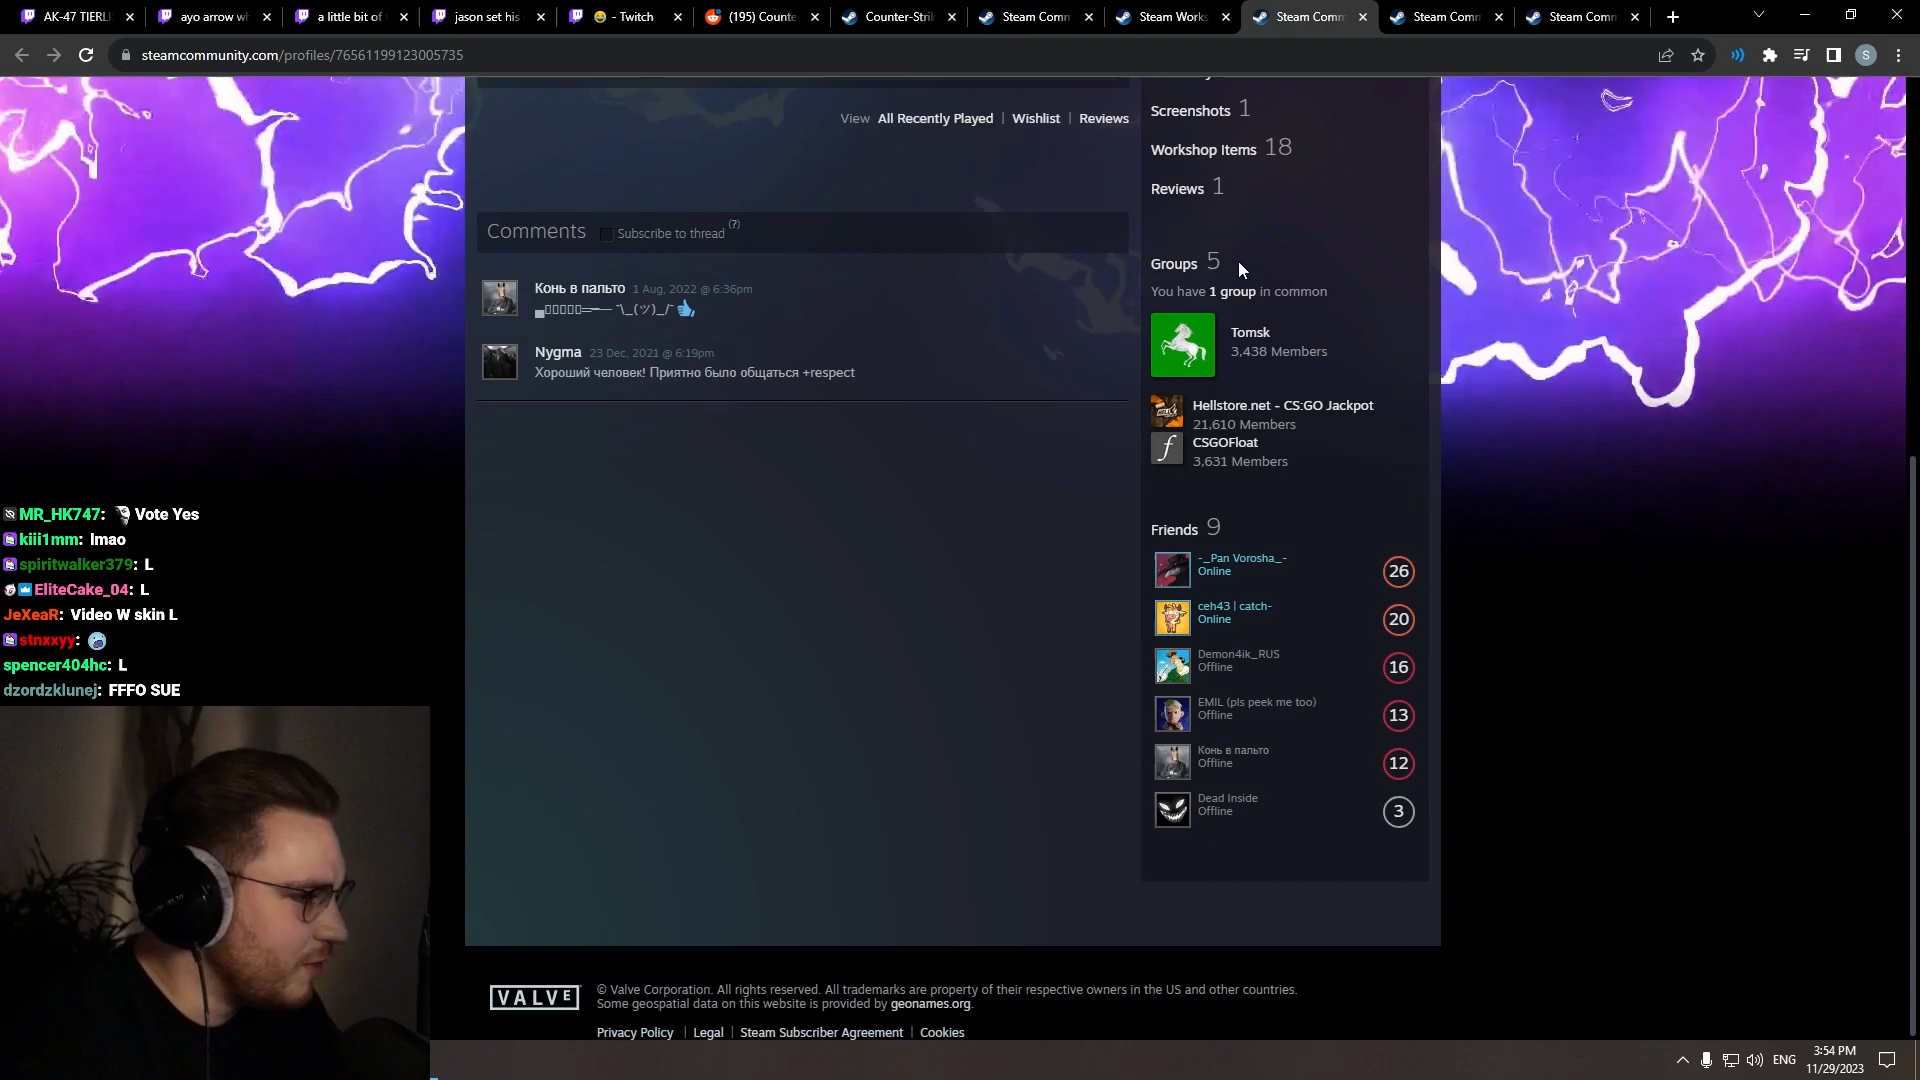 AK-47 TIERLI
ayo arrow wh
a little bit of
jason set his
- Twitch
(195) Counte
Counter-Strik
Steam Comm
Steam Works
Steam Comm
Steam Comm
Steam Comm
steamcommunity.com/profiles/76561199123005735
S
View All Recently Played | Wishlist | Reviews
Screenshots 1
Workshop Items 18
Reviews 1
Comments Subscribe to thread (?)
Конь в пальто 1 Aug, 2022 @ 6:36pm
¯\_(ツ)_/¯
Nygma 23 Dec, 2021 @ 6:19pm
Хороший человек! Приятно было общаться +respect
Groups 5
You have 1 group in common
Tomsk
3,438 Members
Hellstore.net - CS:GO Jackpot
21,610 Members
f
CSGOFloat
3,631 Members
Friends 9
-_Pan Vorosha_-
Online
26
ceh43 | catch-
Online
20
Demon4ik_RUS
Offline
16
EMIL (pls peek me too)
Offline
13
Конь в пальто
Offline
12
Dead Inside
Offline
3
MR_HK747: Vote Yes
kiii1mm: lmao
spiritwalker379: L
EliteCake_04: L
JeXeaR: Video W skin L
stnxxyy:
spencer404hc: L
dzordzklunej: FFFO SUE
VALVE
© Valve Corporation. All rights reserved. All trademarks are property of their respective owners in the US and other countries.
Some geospatial data on this website is provided by geonames.org.
Privacy Policy | Legal | Steam Subscriber Agreement | Cookies
ENG
3:54 PM
11/29/2023